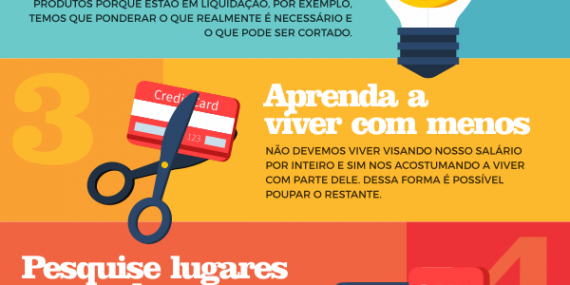 PRODUTOS PORQUE ESTÃO EM LIQUIDAÇÃO, POR EXEMPLO,
TEMOS QUE PONDERAR O QUE REALMENTE É NECESSÁRIO E
O QUE PODE SER CORTADO.
3
Credit Card
123
Aprenda a
viver com menos
NÃO DEVEMOS VIVER VISANDO NOSSO SALÁRIO
POR INTEIRO E SIM NOS ACOSTUMANDO A VIVER
COM PARTE DELE. DESSA FORMA É POSSÍVEL
POUPAR O RESTANTE.
Pesquise lugares
4